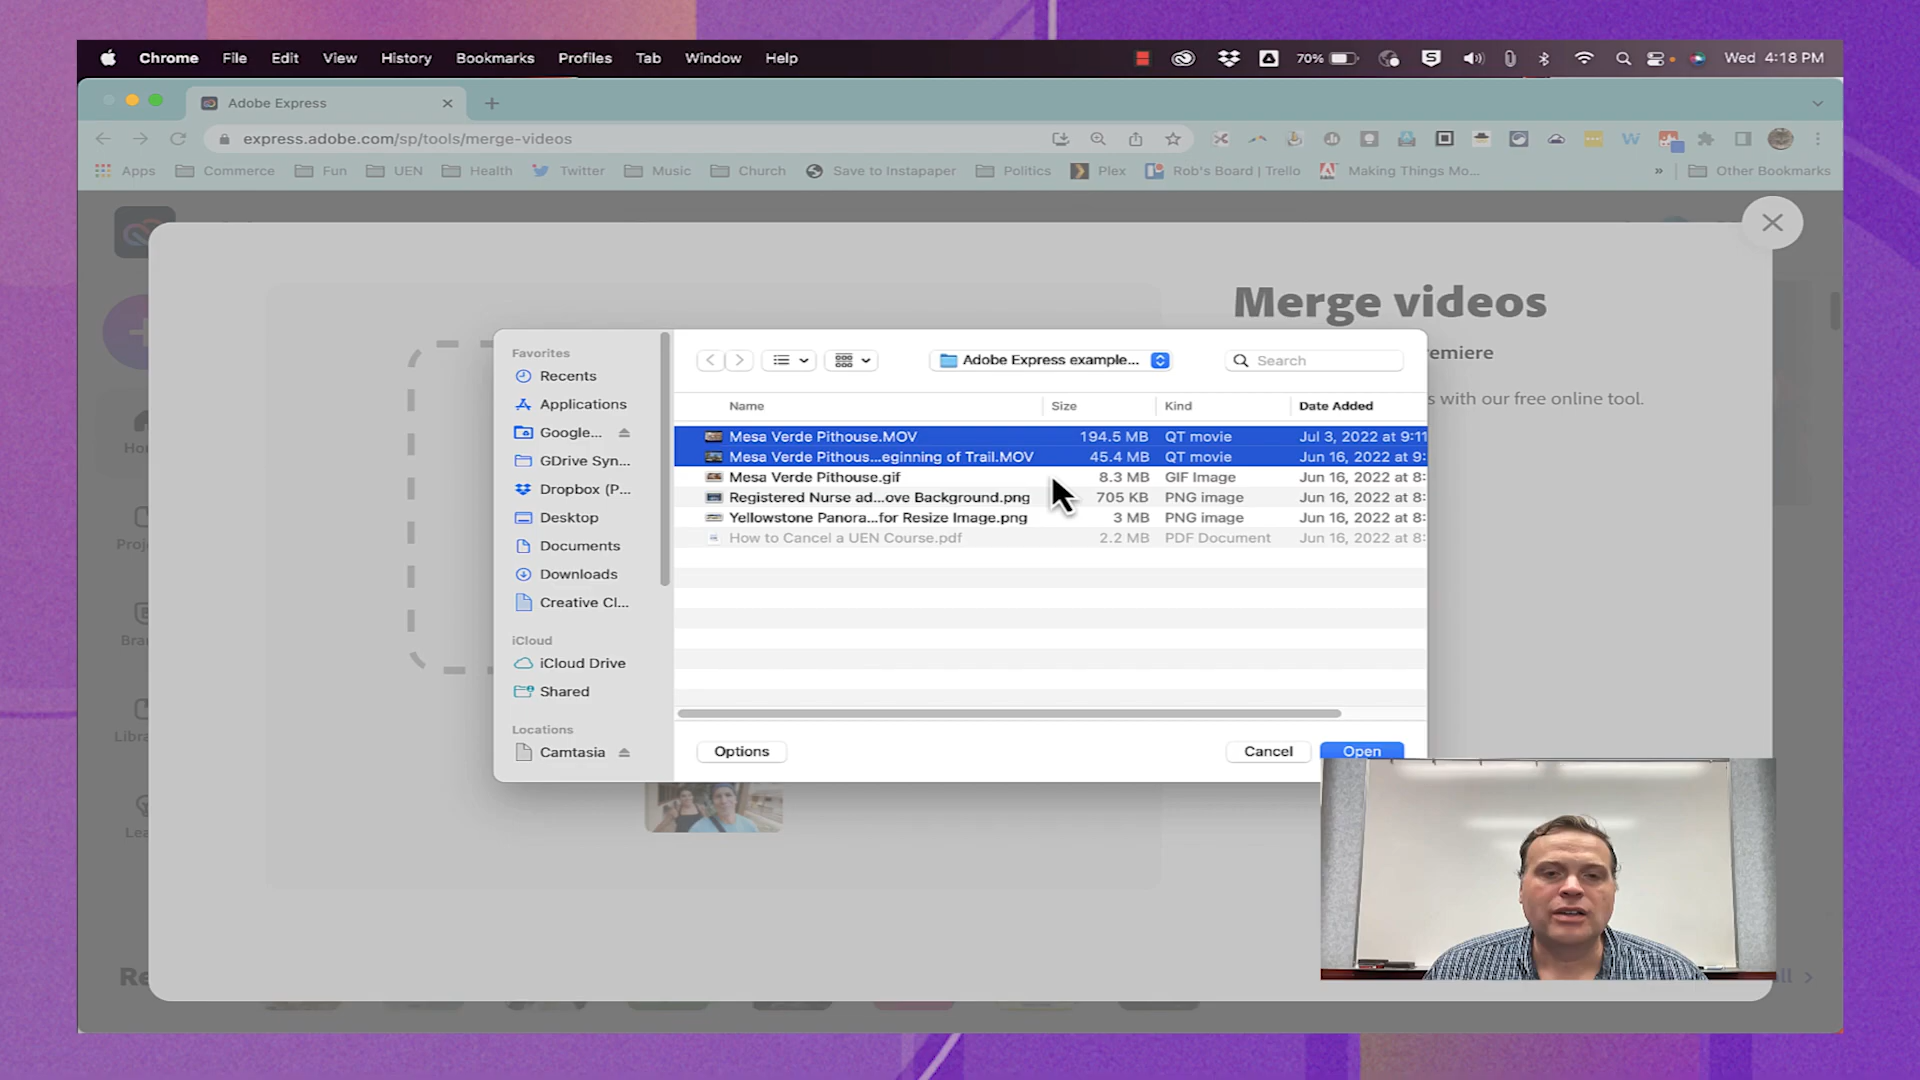 Chrome File Edit View History Bookmarks Profiles Tab Window Help 70% Wed 4:18 PM
Adobe Express
express.adobe.com/sp/tools/merge-videos
Apps Commerce Fun UEN Health Twitter Music Church Save to Instapaper Politics Plex Rob's Board | Trello Making Things Mo... » Other Bookmarks
Merge videos
emiere
s with our free online tool.
Favorites
Recents
Applications
Google...
GDrive Syn...
Dropbox (P...
Desktop
Documents
Downloads
Creative Cl...
iCloud
iCloud Drive
Shared
Locations
Camtasia
Adobe Express example...
Search
Name Size Kind Date Added
Mesa Verde Pithouse.MOV 194.5 MB QT movie Jul 3, 2022 at 9:11
Mesa Verde Pithous...eginning of Trail.MOV 45.4 MB QT movie Jun 16, 2022 at 9:
Mesa Verde Pithouse.gif 8.3 MB GIF Image Jun 16, 2022 at 8:
Registered Nurse ad...ove Background.png 705 KB PNG image Jun 16, 2022 at 8:
Yellowstone Panora...for Resize Image.png 3 MB PNG image Jun 16, 2022 at 8:
How to Cancel a UEN Course.pdf 2.2 MB PDF Document Jun 16, 2022 at 8:
Options Cancel Open
Hom
Proj
Bran
Libra
Lea
Re
all